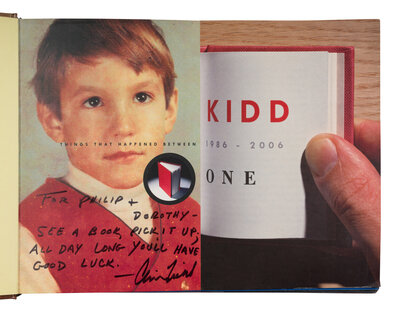 THINGS THAT HAPPENED BETWEEN
KIDD
1986 - 2006
ONE
FOR PHILIP +
DOROTHY -
SEE A BOOK, PICK IT UP,
ALL DAY LONG YOU'LL HAVE
GOOD LUCK.